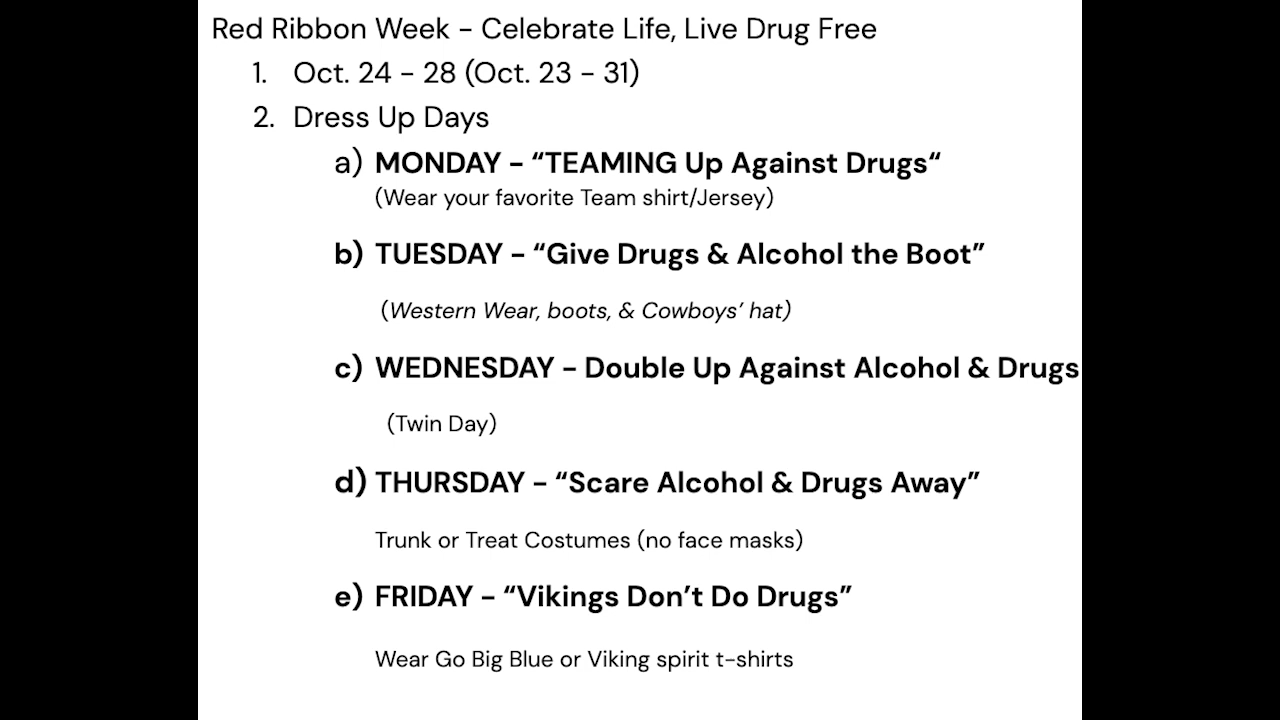 Red Ribbon Week – Celebrate Life, Live Drug Free
1. Oct. 24 – 28 (Oct. 23 – 31)
2. Dress Up Days
a) MONDAY – “TEAMING Up Against Drugs“
(Wear your favorite Team shirt/Jersey)
b) TUESDAY – “Give Drugs & Alcohol the Boot”
(Western Wear, boots, & Cowboys’ hat)
c) WEDNESDAY – Double Up Against Alcohol & Drugs
(Twin Day)
d) THURSDAY – “Scare Alcohol & Drugs Away”
Trunk or Treat Costumes (no face masks)
e) FRIDAY – “Vikings Don’t Do Drugs”
Wear Go Big Blue or Viking spirit t-shirts